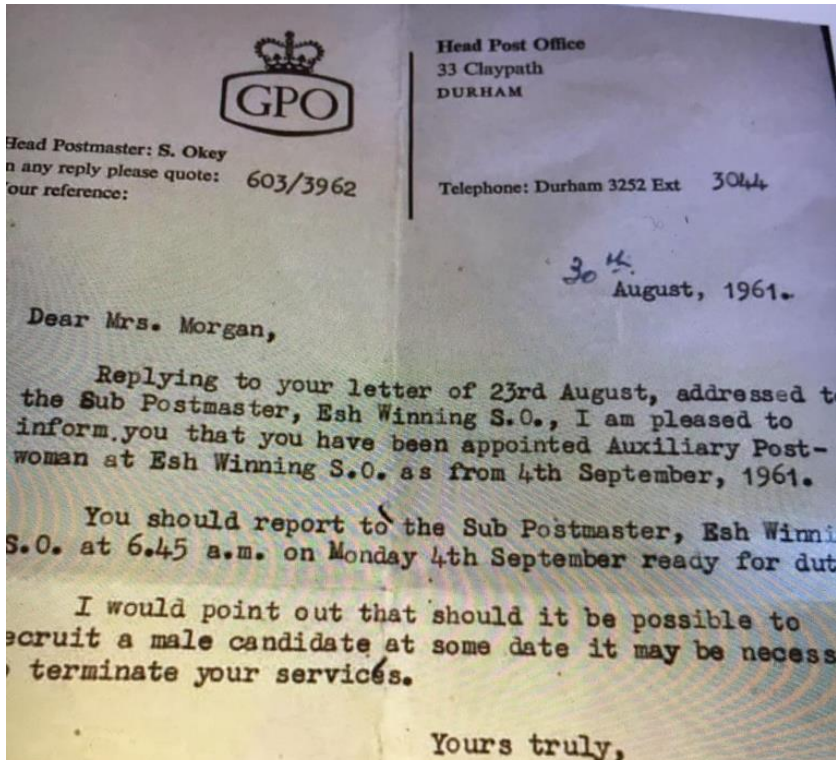 GPO
Head Post Office
33 Claypath
DURHAM
Head Postmaster: S. Okey
n any reply please quote: 603/3962
our reference:
Telephone: Durham 3252 Ext 3044
30th
August, 1961.
Dear Mrs. Morgan,
Replying to your letter of 23rd August, addressed to
the Sub Postmaster, Esh Winning S.O., I am pleased to
inform you that you have been appointed Auxiliary Post-
woman at Esh Winning S.O. as from 4th September, 1961.
You should report to the Sub Postmaster, Esh Winni
S.O. at 6.45 a.m. on Monday 4th September ready for dut
I would point out that should it be possible to
ecruit a male candidate at some date it may be necess
terminate your services.
Yours truly,